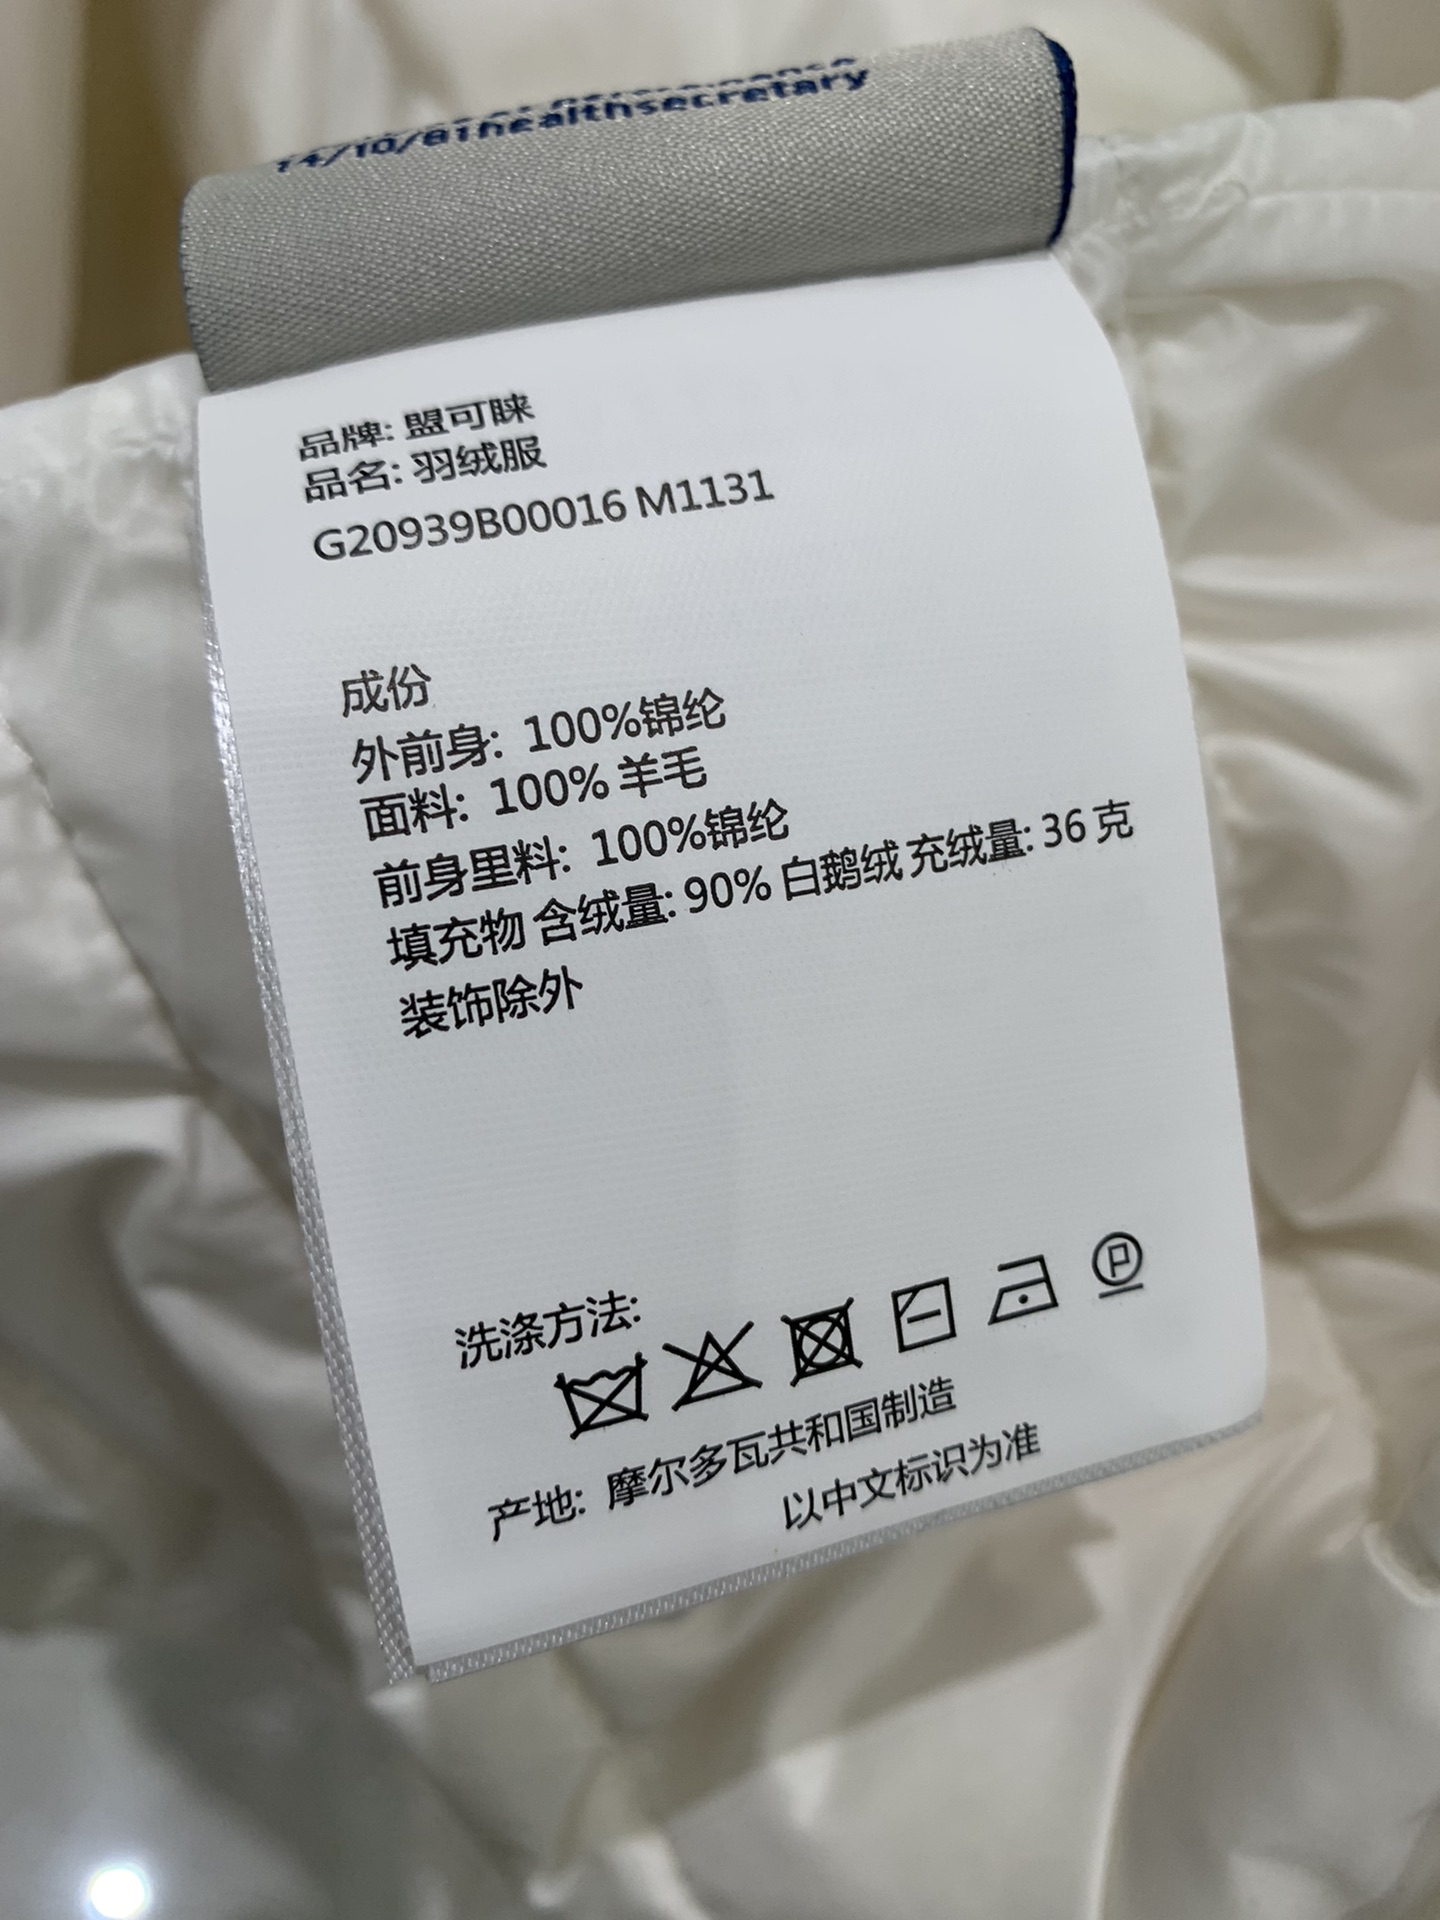 14/10/81healthsecretary
品牌: 盟可睐
品名: 羽绒服
G20939B00016 M1131
成份
外前身: 100%锦纶
面料: 100% 羊毛
前身里料: 100%锦纶
填充物 含绒量: 90% 白鹅绒 充绒量: 36 克
装饰除外
洗涤方法:
P
产地: 摩尔多瓦共和国制造
以中文标识为准